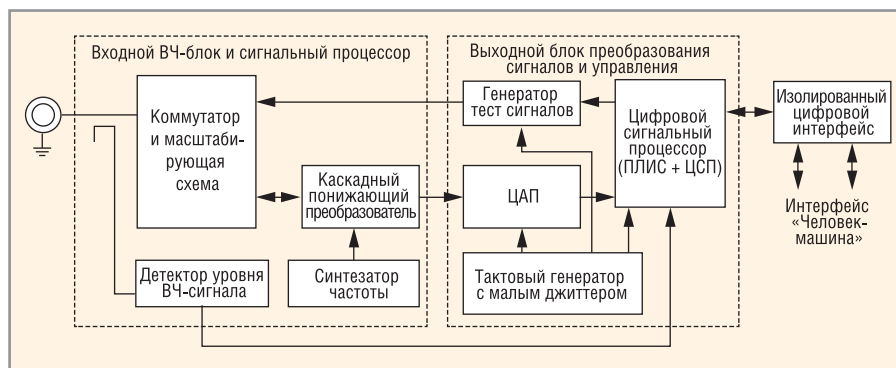 Входной ВЧ-блок и сигнальный процессор
Коммутатор
и масштаби-
рующая
схема
Каскадный
понижающий
преобразователь
Детектор уровня
ВЧ-сигнала
Синтезатор
частоты
Выходной блок преобразования
сигналов и управления
Генератор
тест сигналов
Цифровой
сигнальный
процессор
(ПЛИС + ЦСП)
ЦАП
Тактовый генератор
с малым джиттером
Изолированный
цифровой
интерфейс
Интерфейс
«Человек-
машина»